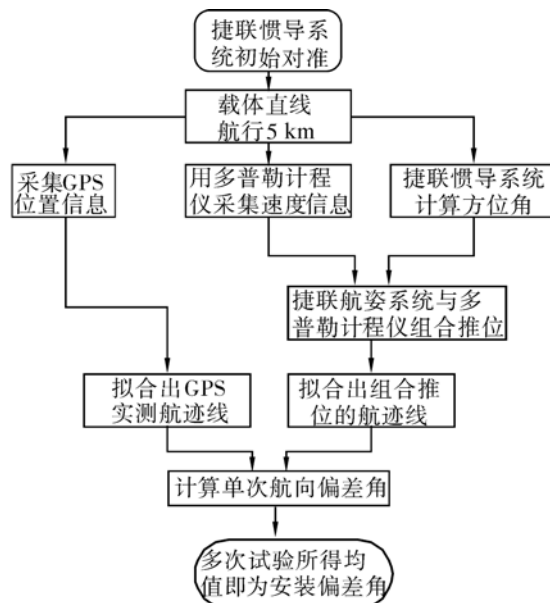 捷联惯导系
统初始对准
载体直线
航行5 km
采集GPS
位置信息
用多普勒计程
仪采集速度信息
捷联惯导系统
计算方位角
捷联航姿系统与多
普勒计程仪组合推位
拟合出GPS
实测航迹线
拟合出组合推
位的航迹线
计算单次航向偏差角
多次试验所得均
值即为安装偏差角